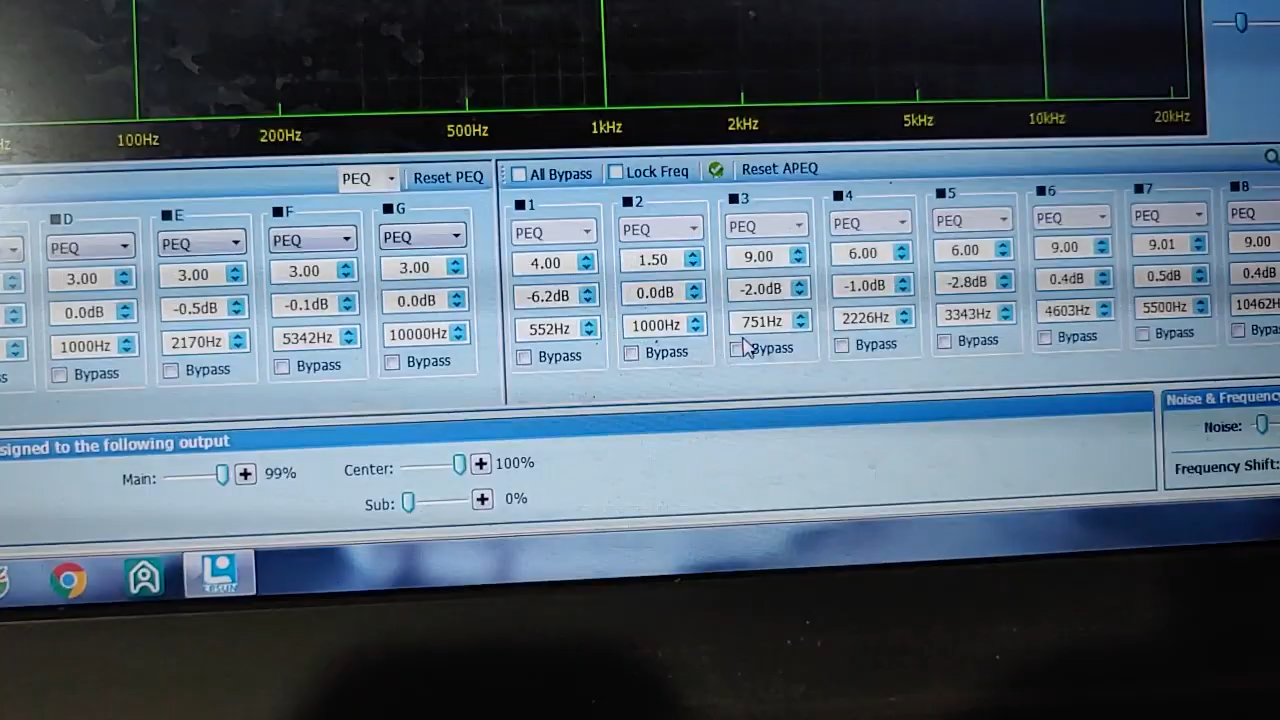 100Hz 200Hz 500Hz 1kHz 2kHz 5kHz 10kHz 20kHz
PEQ Reset PEQ All Bypass Lock Freq Reset APEQ
D E F G 1 2 3 4 5 6 7 8
PEQ PEQ PEQ PEQ PEQ PEQ PEQ PEQ PEQ PEQ PEQ PEQ
3.00 3.00 3.00 3.00 4.00 1.50 9.00 6.00 6.00 9.00 9.01 9.00
0.0dB -0.5dB -0.1dB 0.0dB -6.2dB 0.0dB -2.0dB -1.0dB -2.8dB 0.4dB 0.5dB 0.4dB
1000Hz 2170Hz 5342Hz 10000Hz 552Hz 1000Hz 751Hz 2226Hz 3343Hz 4603Hz 5500Hz 10462H
Bypass Bypass Bypass Bypass Bypass Bypass Bypass Bypass Bypass Bypass Bypass Bypa
signed to the following output
Main: 99% Center: 100%
Sub: 0%
Noise & Frequency
Noise:
Frequency Shift: